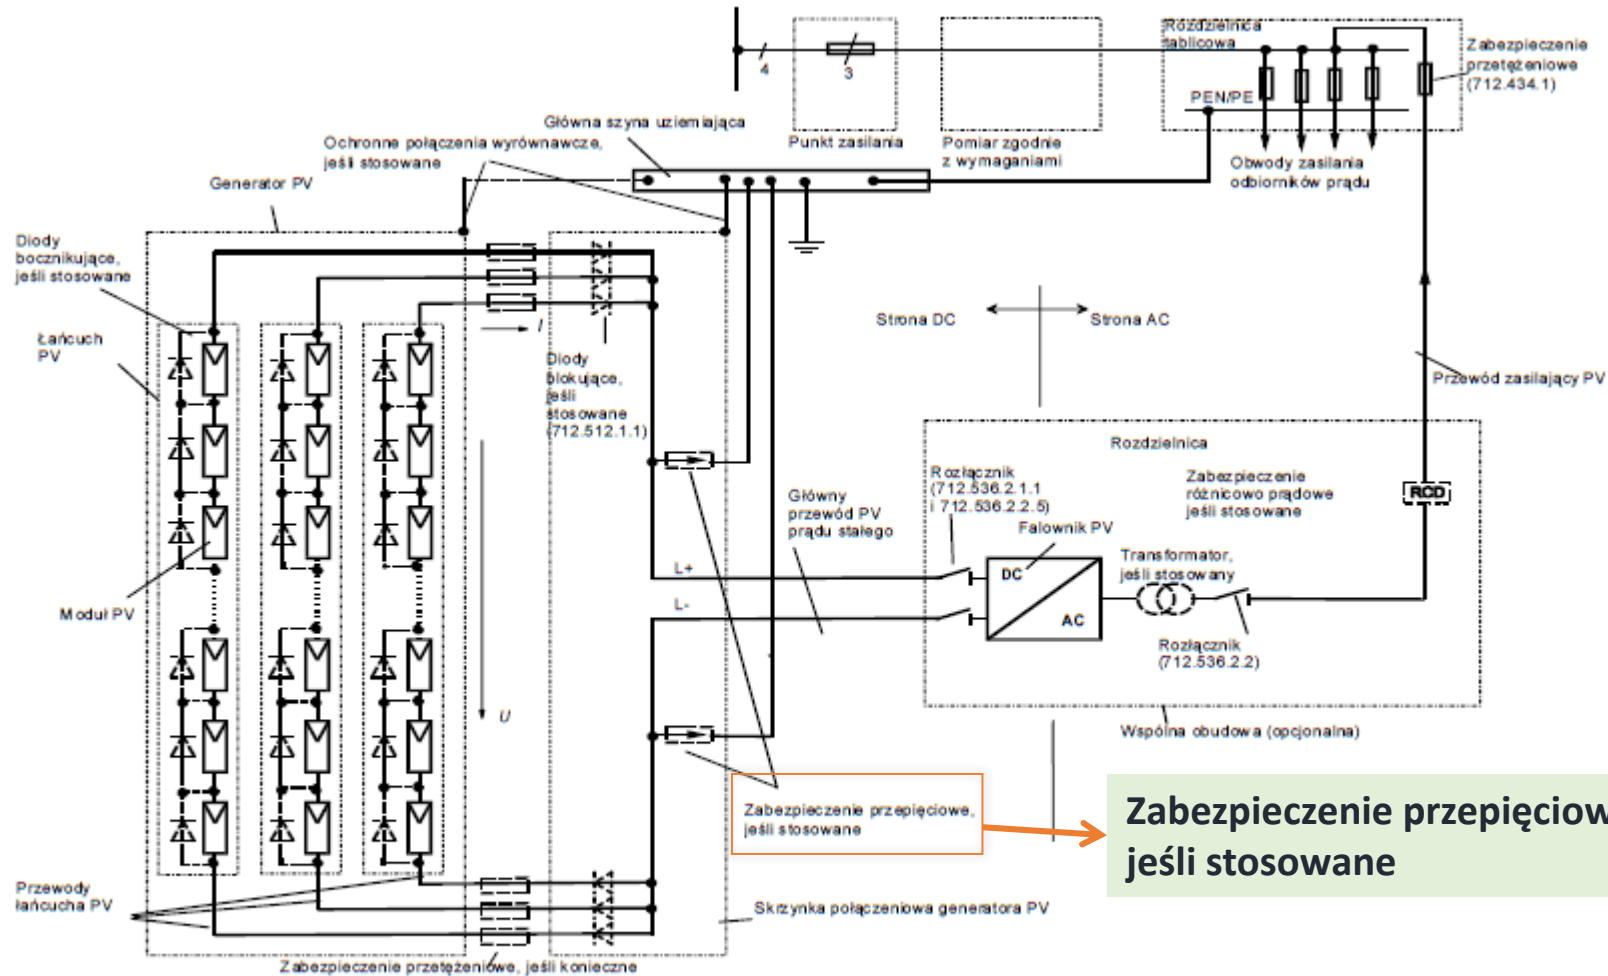 Rozdzielnica
tablicowa
Zabezpieczenie
przetężeniowe
(712.434.1)
4
3
PEN/PE
Główna szyna uziemiająca
Punkt zasilania
Pomiar zgodnie
z wymaganiami
Ochronne połączenia wyrównawcze,
jeśli stosowane
Obwody zasilania
odbiorników prądu
Generator PV
Diody
bocznikujące,
jeśli stosowane
Strona DC
Strona AC
I
Łańcuch
PV
Diody
blokujące,
jeśli
stosowane
(712.512.1.1)
Przewód zasilający PV
Rozdzielnica
Rozłącznik
(712.536.2.1.1
i 712.536.2.2.5)
Zabezpieczenie
różnicowo prądowe
jeśli stosowane
RCD
Główny
przewód PV
prądu stałego
Falownik PV
Transformator,
jeśli stosowany
L+
DC
L-
AC
Moduł PV
Rozłącznik
(712.536.2.2)
U
Wspólna obudowa (opcjonalna)
Zabezpieczenie przepięciowe,
jeśli stosowane
Zabezpieczenie przepięciow
jeśli stosowane
Przewody
łańcucha PV
Skrzynka połączeniowa generatora PV
Zabezpieczenie przetężeniowe, jeśli konieczne